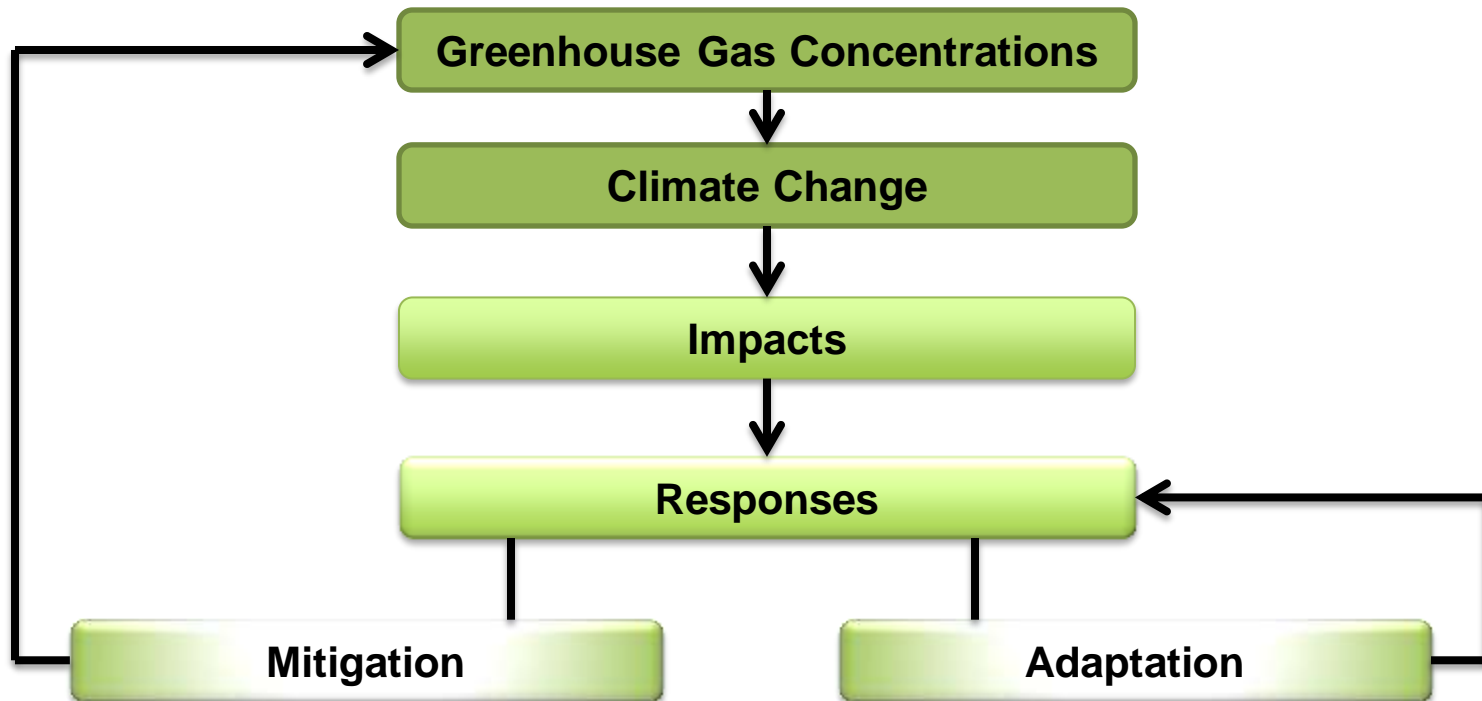 Greenhouse Gas Concentrations
Climate Change
Impacts
Responses
Mitigation
Adaptation